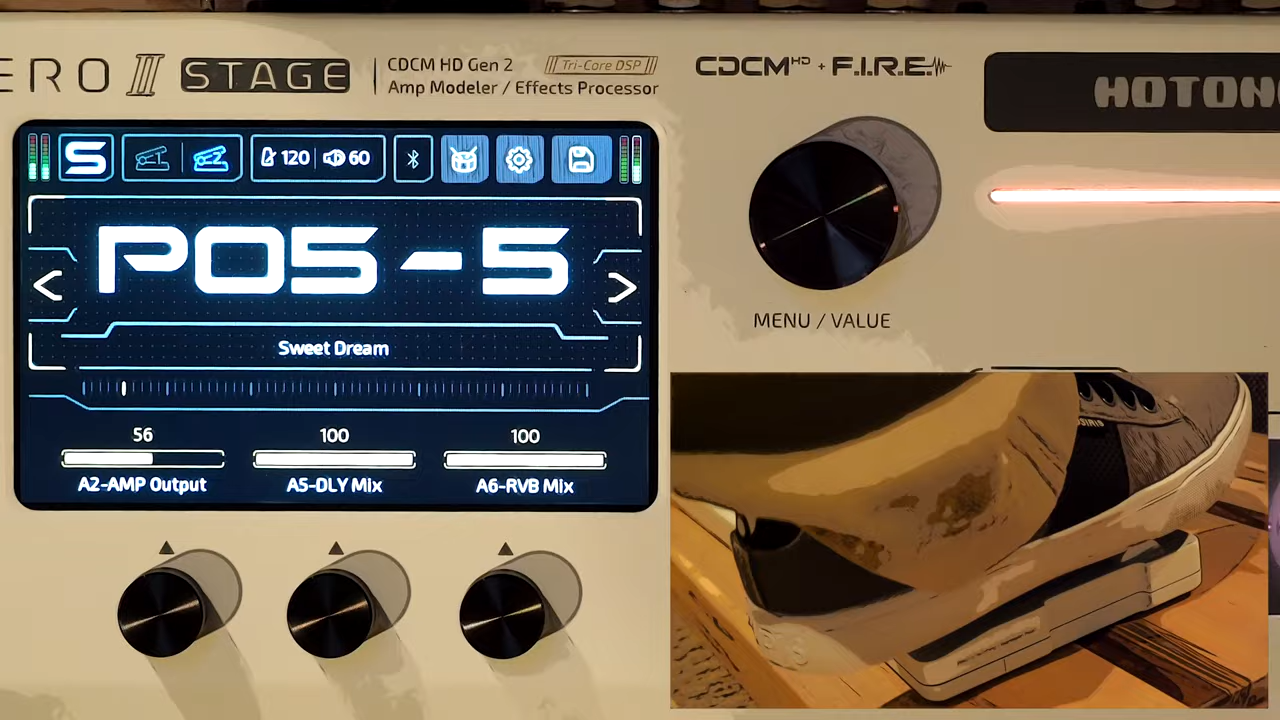 ERO II STAGE
CDCM HD Gen 2
Tri-Core DSP
Amp Modeler / Effects Processor
CDCM HD + F.I.R.E.
HOTON
S
120
60
P05-5
< >
Sweet Dream
56 100 100
A2-AMP Output A5-DLY Mix A6-RVB Mix
MENU / VALUE